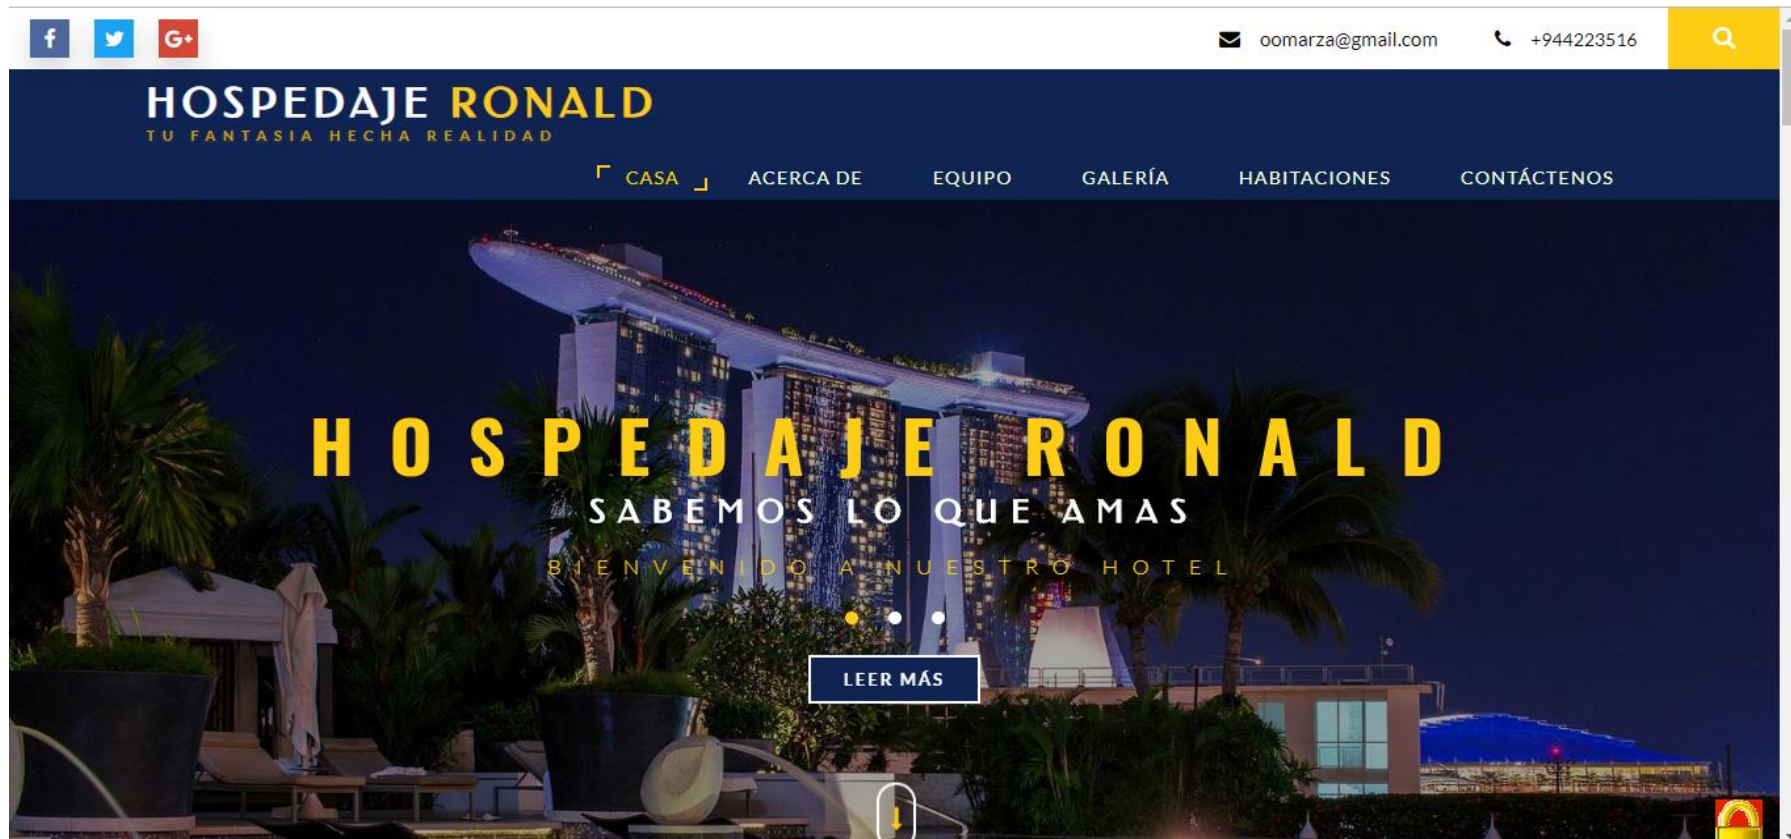 f G+ oomarza@gmail.com +944223516
HOSPEDAJE RONALD
TU FANTASIA HECHA REALIDAD
CASA ACERCA DE EQUIPO GALERÍA HABITACIONES CONTÁCTENOS
HOSPEDAJE RONALD
SABEMOS LO QUE AMAS
BIENVENIDO A NUESTRO HOTEL
LEER MÁS